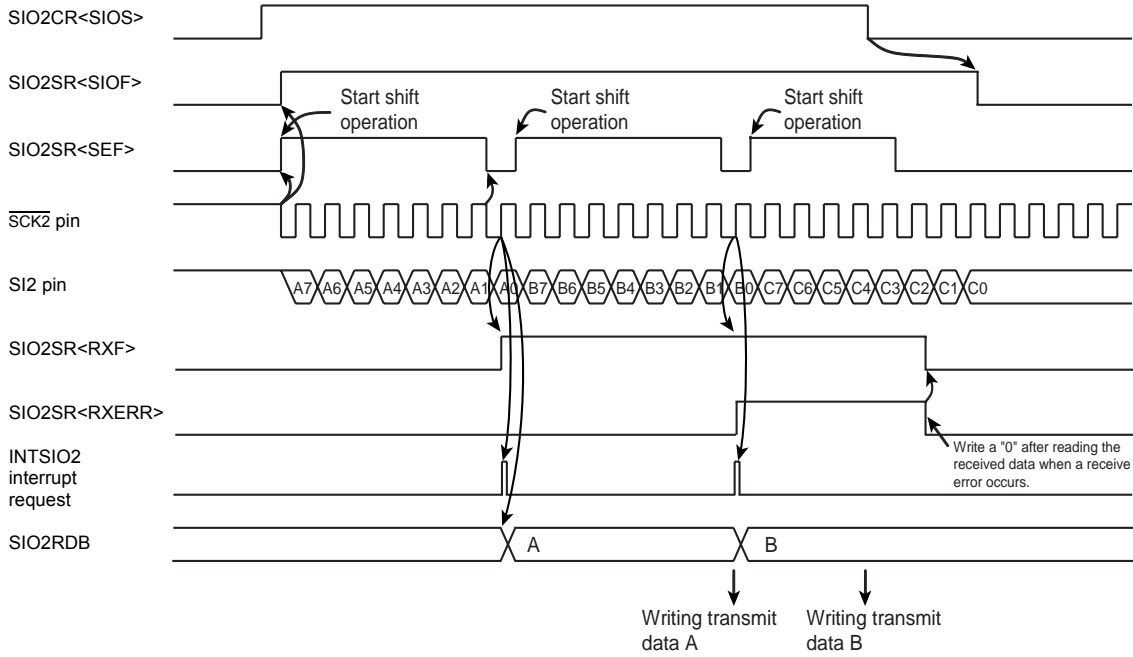 SIO2CR<SIOS>
SIO2SR<SIOF>
Start shift
operation
Start shift
operation
Start shift
operation
SIO2SR<SEF>
SCK2 pin
SI2 pin
A7 A6 A5 A4 A3 A2 A1 A0 B7 B6 B5 B4 B3 B2 B1 B0 C7 C6 C5 C4 C3 C2 C1 C0
SIO2SR<RXF>
SIO2SR<RXERR>
Write a "0" after reading the
received data when a receive
error occurs.
INTSIO2
interrupt
request
SIO2RDB
A
B
Writing transmit
data A
Writing transmit
data B